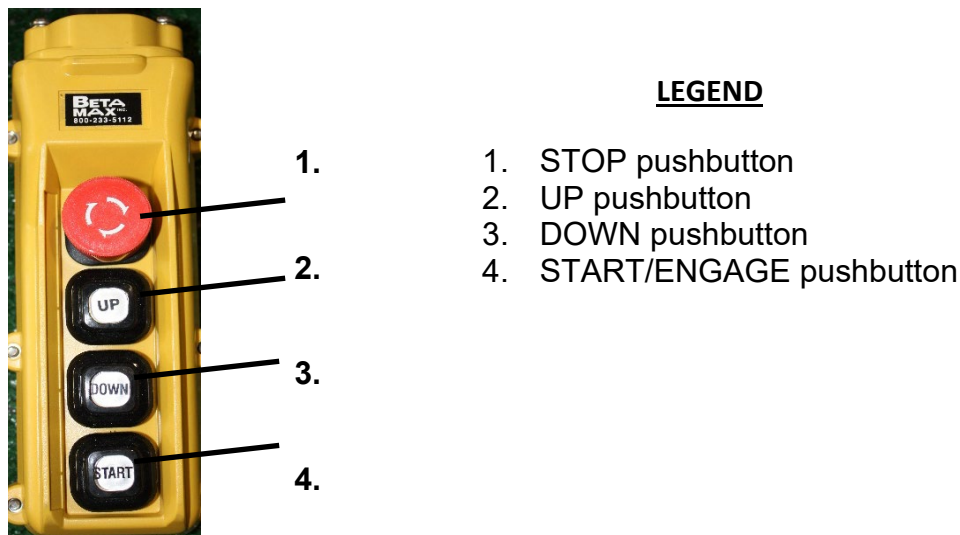 BETA
MAX INC.
800-233-5112
UP
DOWN
START
1.
2.
3.
4.
LEGEND
1. STOP pushbutton
2. UP pushbutton
3. DOWN pushbutton
4. START/ENGAGE pushbutton